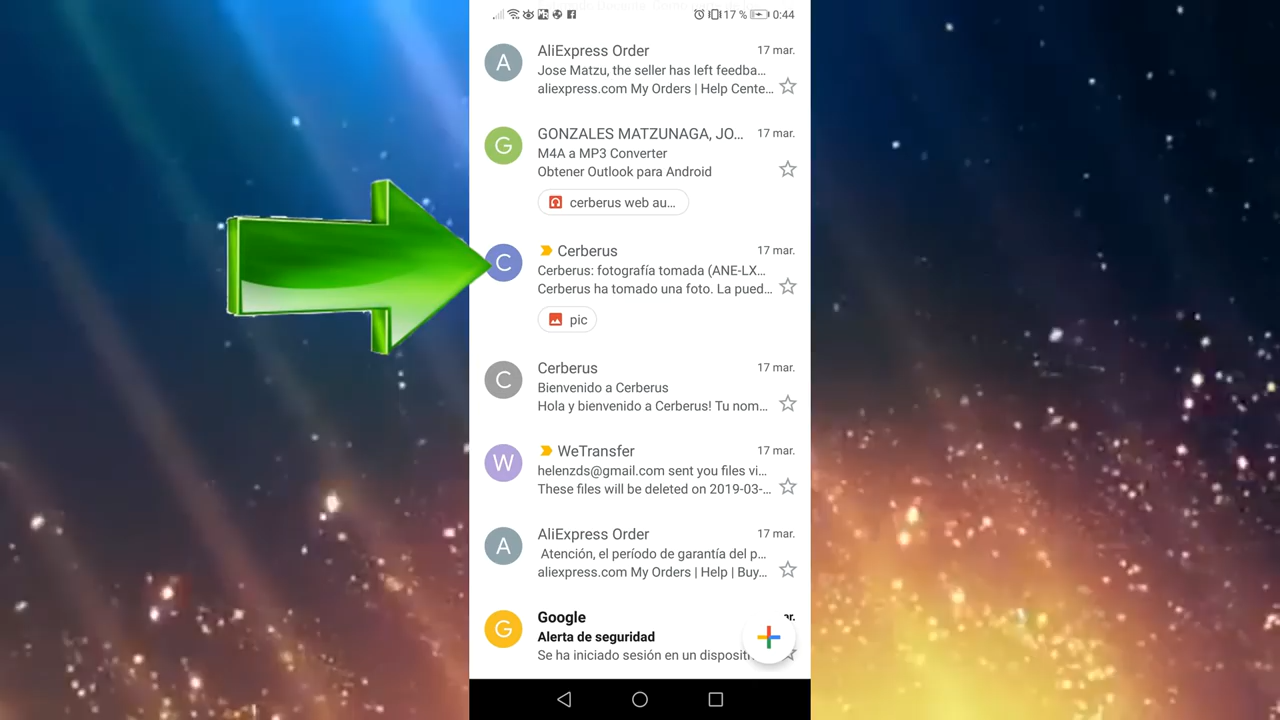 17 % 0:44
A AliExpress Order 17 mar.
Jose Matzu, the seller has left feedba…
aliexpress.com My Orders | Help Cente…
G GONZALES MATZUNAGA, JO… 17 mar.
M4A a MP3 Converter
Obtener Outlook para Android
cerberus web au…
C Cerberus 17 mar.
Cerberus: fotografía tomada (ANE-LX…
Cerberus ha tomado una foto. La pued…
pic
C Cerberus 17 mar.
Bienvenido a Cerberus
Hola y bienvenido a Cerberus! Tu nom…
W WeTransfer 17 mar.
helenzds@gmail.com sent you files vi…
These files will be deleted on 2019-03-…
A AliExpress Order 17 mar.
Atención, el período de garantía del p…
aliexpress.com My Orders | Help | Buy…
G Google
Alerta de seguridad
Se ha iniciado sesión en un